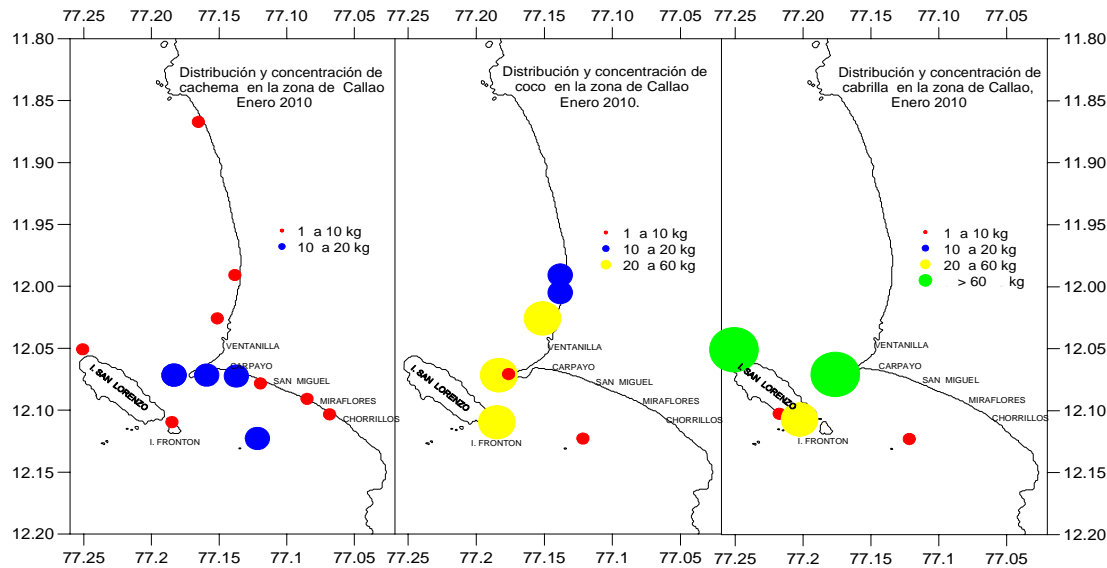 77.25 77.2 77.15 77.1 77.05 77.25 77.2 77.15 77.1 77.05 77.25 77.2 77.15 77.1 77.05
11.80
11.85
11.90
11.95
12.00
12.05
12.10
12.15
12.20
Distribución y concentración de
cachema en la zona de Callao
Enero 2010
1 a 10 kg
10 a 20 kg
VENTANILLA
CARPAYO
SAN MIGUEL
MIRAFLORES
CHORRILLOS
I. SAN LORENZO
I. FRONTON
Distribución y concentración de
coco en la zona de Callao
Enero 2010.
1 a 10 kg
10 a 20 kg
20 a 60 kg
VENTANILLA
CARPAYO
SAN MIGUEL
MIRAFLORES
CHORRILLOS
I. SAN LORENZO
I. FRONTON
Distribución y concentración de
cabrilla en la zona de Callao,
Enero 2010
1 a 10 kg
10 a 20 kg
20 a 60 kg
> 60 kg
VENTANILLA
CARPAYO
SAN MIGUEL
MIRAFLORES
CHORRILLOS
I. SAN LORENZO
I. FRONTON
11.80
11.85
11.90
11.95
12.00
12.05
12.10
12.15
12.20
77.25 77.2 77.15 77.1 77.05 77.25 77.2 77.15 77.1 77.05 77.25 77.2 77.15 77.1 77.05